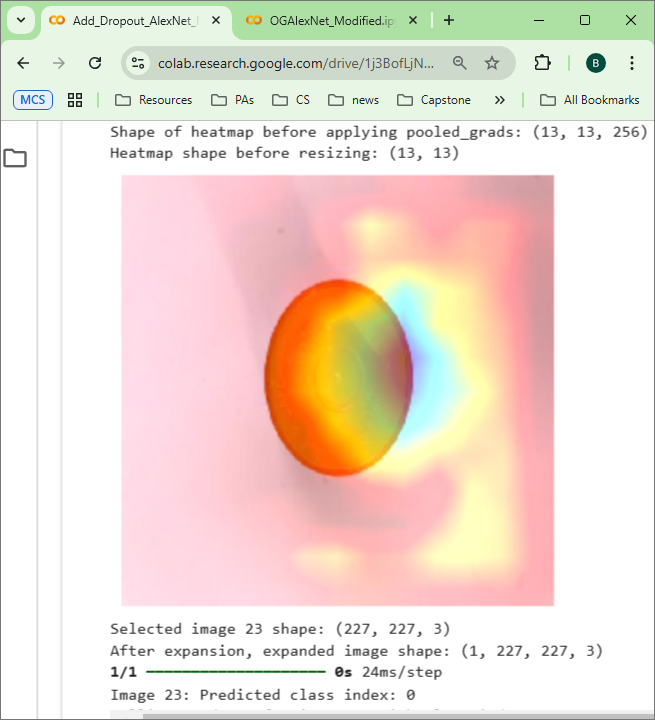 Add_Dropout_AlexNet_
OGAlexNet_Modified.ip
colab.research.google.com/drive/1j3BofLjN...
B
MCS
Resources
PAs
CS
news
Capstone
All Bookmarks
Shape of heatmap before applying pooled_grads: (13, 13, 256)
Heatmap shape before resizing: (13, 13)
Selected image 23 shape: (227, 227, 3)
After expansion, expanded image shape: (1, 227, 227, 3)
1/1 0s 24ms/step
Image 23: Predicted class index: 0